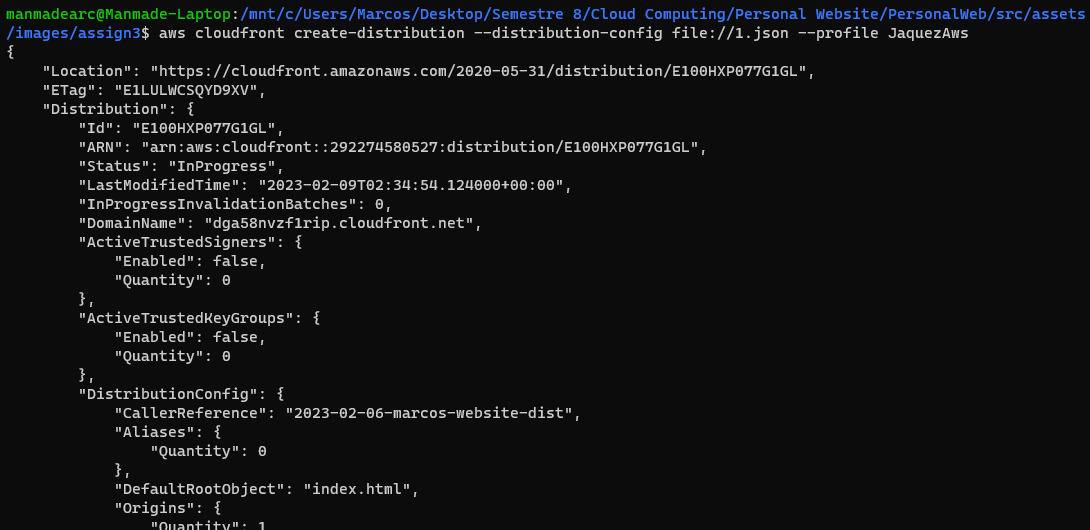 manmadearc@Manmade-Laptop:/mnt/c/Users/Marcos/Desktop/Semestre 8/Cloud Computing/Personal Website/PersonalWeb/src/assets
/images/assign3$ aws cloudfront create-distribution --distribution-config file://1.json --profile JaquezAws
{
    "Location": "https://cloudfront.amazonaws.com/2020-05-31/distribution/E100HXP077G1GL",
    "ETag": "E1LULWCSQYD9XV",
    "Distribution": {
        "Id": "E100HXP077G1GL",
        "ARN": "arn:aws:cloudfront::292274580527:distribution/E100HXP077G1GL",
        "Status": "InProgress",
        "LastModifiedTime": "2023-02-09T02:34:54.124000+00:00",
        "InProgressInvalidationBatches": 0,
        "DomainName": "dga58nvzf1rip.cloudfront.net",
        "ActiveTrustedSigners": {
            "Enabled": false,
            "Quantity": 0
        },
        "ActiveTrustedKeyGroups": {
            "Enabled": false,
            "Quantity": 0
        },
        "DistributionConfig": {
            "CallerReference": "2023-02-06-marcos-website-dist",
            "Aliases": {
                "Quantity": 0
            },
            "DefaultRootObject": "index.html",
            "Origins": {
                "Quantity": 1